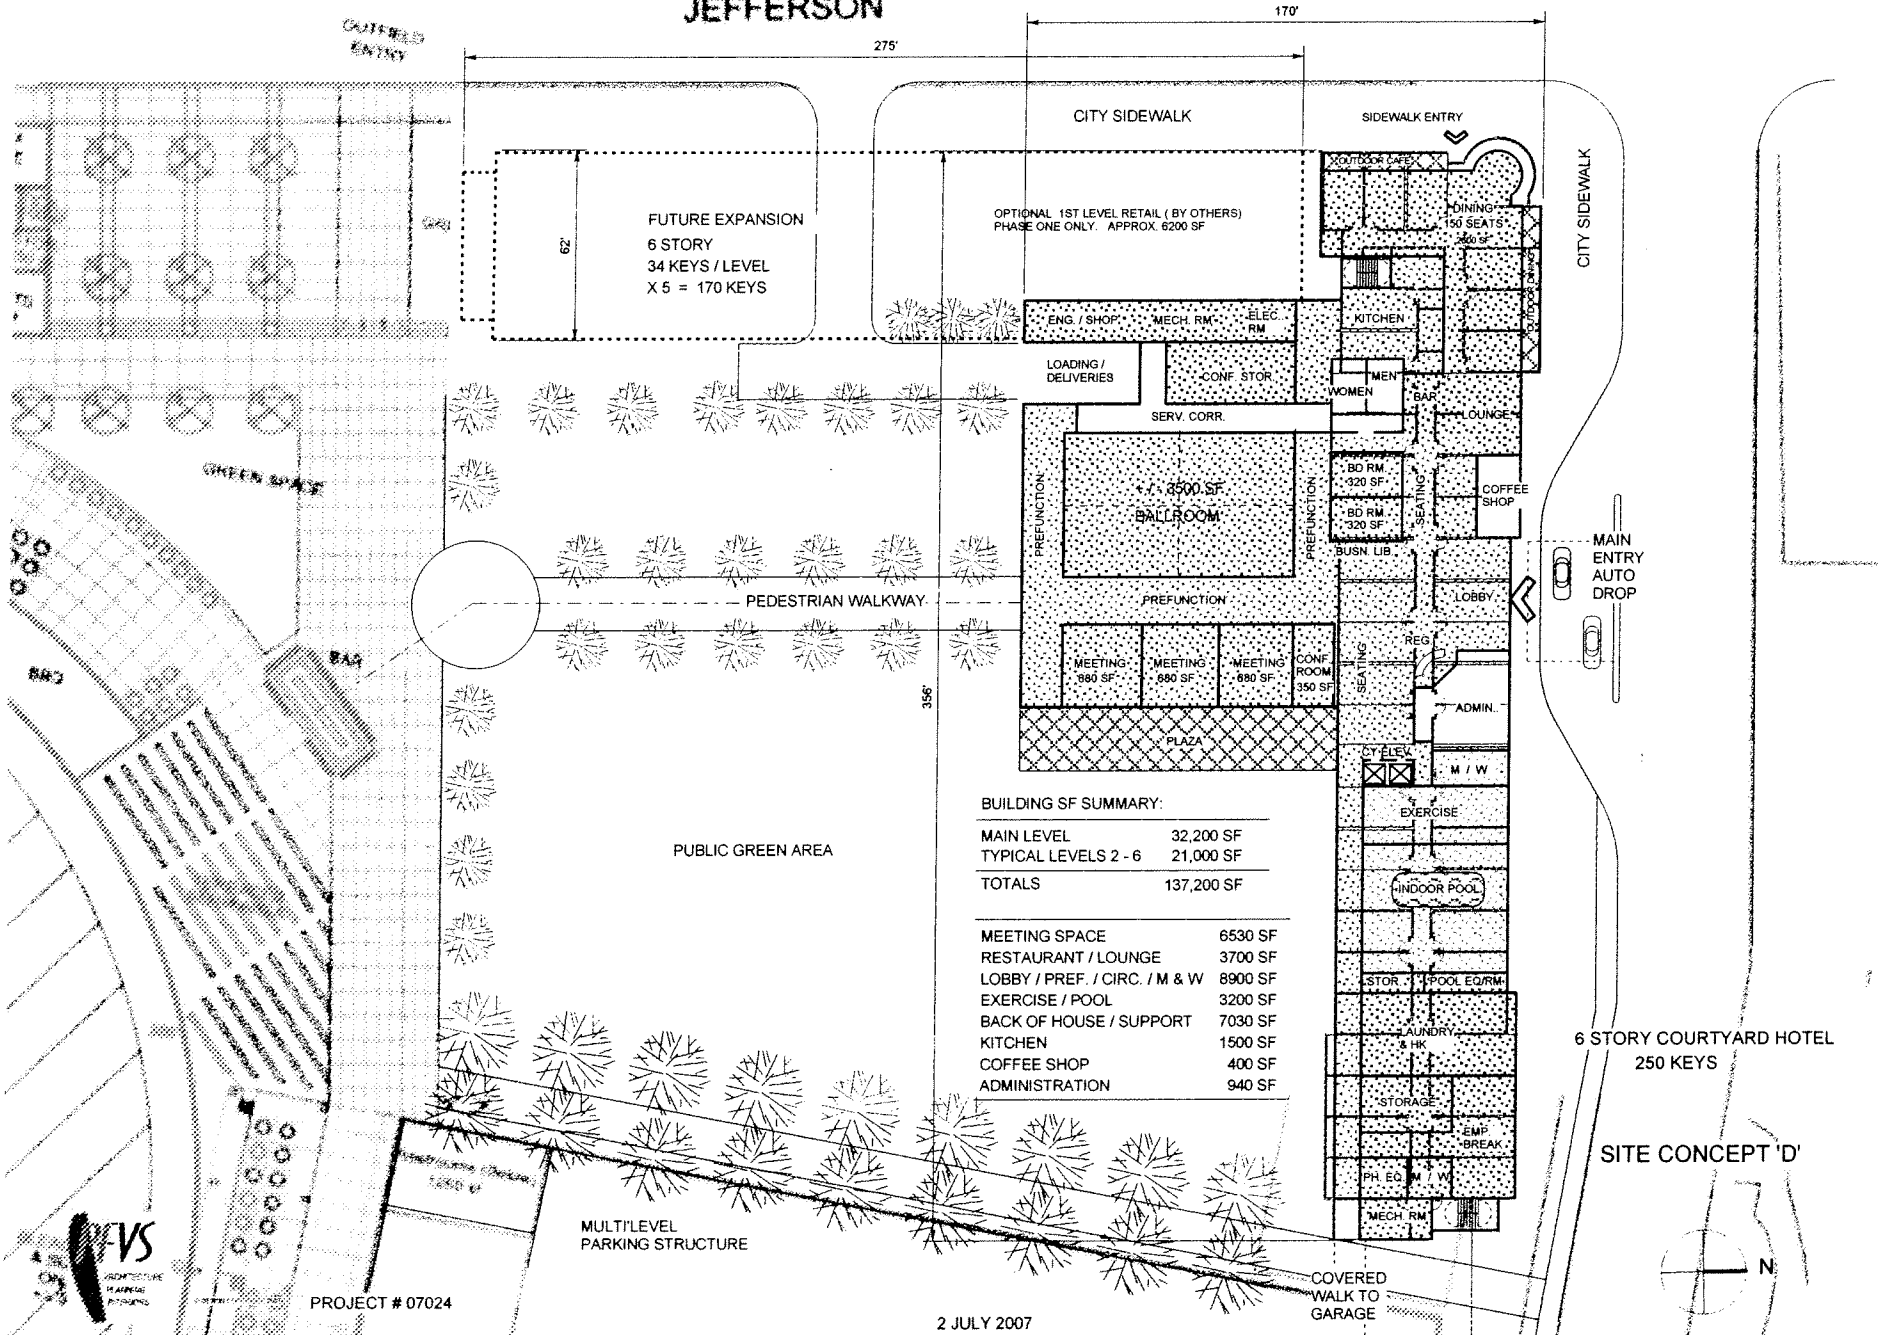 JEFFERSON
OUTFIELD
ENTRY
170'
275'
CITY SIDEWALK
SIDEWALK ENTRY
CITY SIDEWALK
OUTDOOR CAFE
DINING
150 SEATS
OUTDOOR DINING
FUTURE EXPANSION
6 STORY
34 KEYS / LEVEL
X 5 = 170 KEYS
62'
OPTIONAL 1ST LEVEL RETAIL ( BY OTHERS)
PHASE ONE ONLY. APPROX. 6200 SF
ENG. / SHOP
MECH. RM
ELEC.
RM
KITCHEN
LOADING /
DELIVERIES
CONF. STOR.
MEN
WOMEN
BAR
LOUNGE
SERV. CORR.
GREEN SPACE
PREFUNCTION
+ / - 3500 SF
BALLROOM
PREFUNCTION
BD RM
320 SF
BD RM
320 SF
SEATING
COFFEE
SHOP
BUSN. LIB.
MAIN
ENTRY
AUTO
DROP
PEDESTRIAN WALKWAY
PREFUNCTION
LOBBY
REG.
SEATING
BAR
MEETING
680 SF
MEETING
680 SF
MEETING
680 SF
CONF.
ROOM
350 SF
356'
ADMIN.
PLAZA
CY ELEV.
M / W
EXERCISE
INDOOR POOL
PUBLIC GREEN AREA
BUILDING SF SUMMARY:
MAIN LEVEL 32,200 SF
TYPICAL LEVELS 2 - 6 21,000 SF
TOTALS 137,200 SF
MEETING SPACE 6530 SF
RESTAURANT / LOUNGE 3700 SF
LOBBY / PREF. / CIRC. / M & W 8900 SF
EXERCISE / POOL 3200 SF
BACK OF HOUSE / SUPPORT 7030 SF
KITCHEN 1500 SF
COFFEE SHOP 400 SF
ADMINISTRATION 940 SF
STOR.
POOL EQ/RM
LAUNDRY
& HK
STORAGE
EMP.
BREAK
PH. EQ.
M / W
MECH. RM
6 STORY COURTYARD HOTEL
250 KEYS
SITE CONCEPT 'D'
N
MULTI'LEVEL
PARKING STRUCTURE
COVERED
WALK TO
GARAGE
ARCHITECTURE
PROJECT # 07024
2 JULY 2007